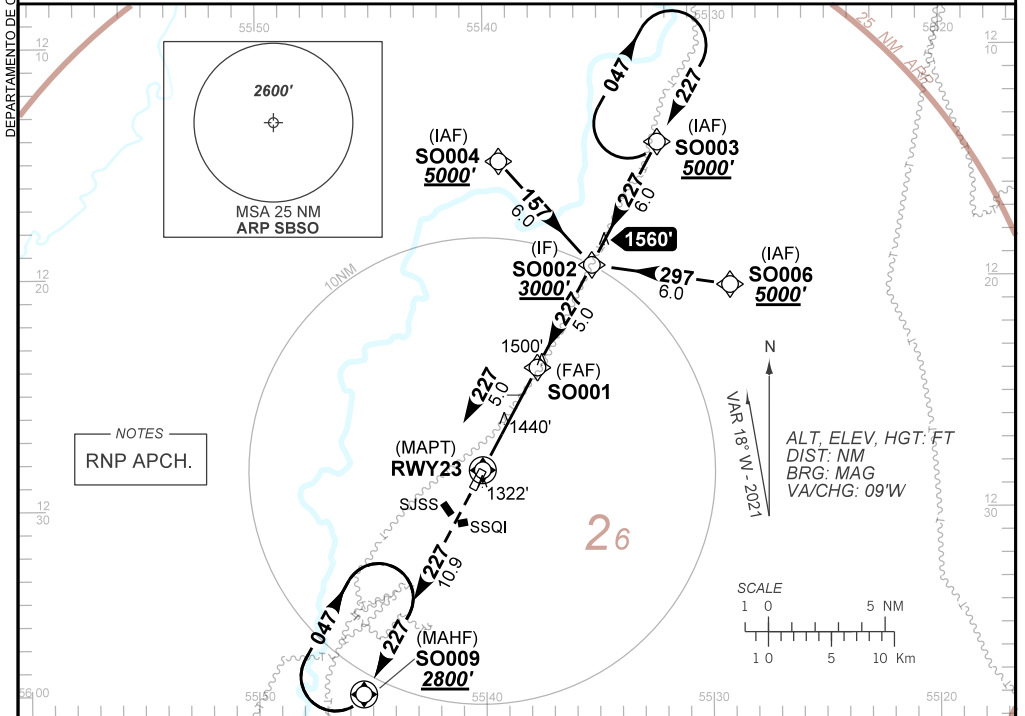 DEPARTAMENTO DE C
55 50
55 40
55 30
55 20
12 10
12 10
25 NM ARP
2600'
MSA 25 NM
ARP SBSO
047
227
(IAF)
SO004
5000'
(IAF)
SO003
5000'
157
6.0
227
6.0
1560'
(IF)
SO002
3000'
(IAF)
SO006
5000'
297
6.0
12 20
12 20
10NM
227
5.0
1500'
(FAF)
SO001
227
5.0
1440'
N
VAR 18° W - 2021
NOTES
RNP APCH.
(MAPT)
RWY23
1322'
ALT, ELEV, HGT: FT
DIST: NM
BRG: MAG
VA/CHG: 09'W
SJSS
SSQI
12 30
12 30
26
227
10.9
SCALE
1 0 5 NM
1 0 5 10 Km
047
227
(MAHF)
SO009
2800'
56 00
55 50
55 40
55 30
55 20